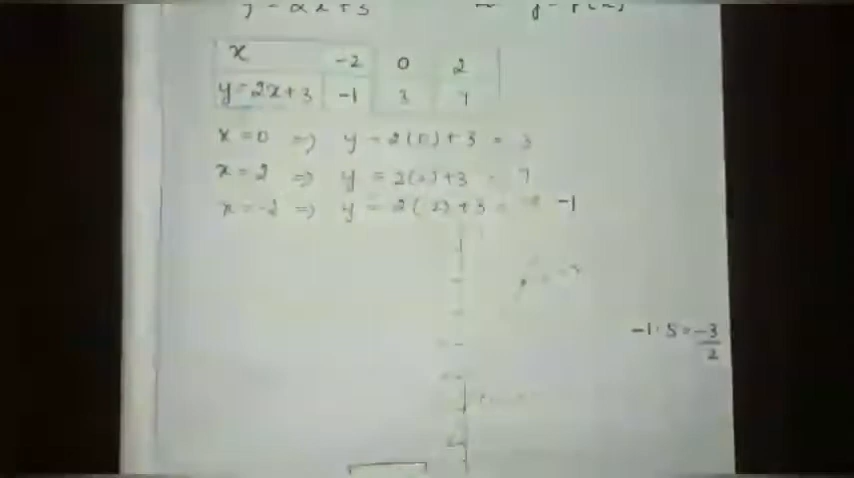 x -2 0 2
y=2x+3 -1 3 7
x=0 => y = 2(0)+3 = 3
x=2 => y = 2(2)+3 = 7
x=-2 => y = 2(-2)+3 = -1
-1.5 = -3/2